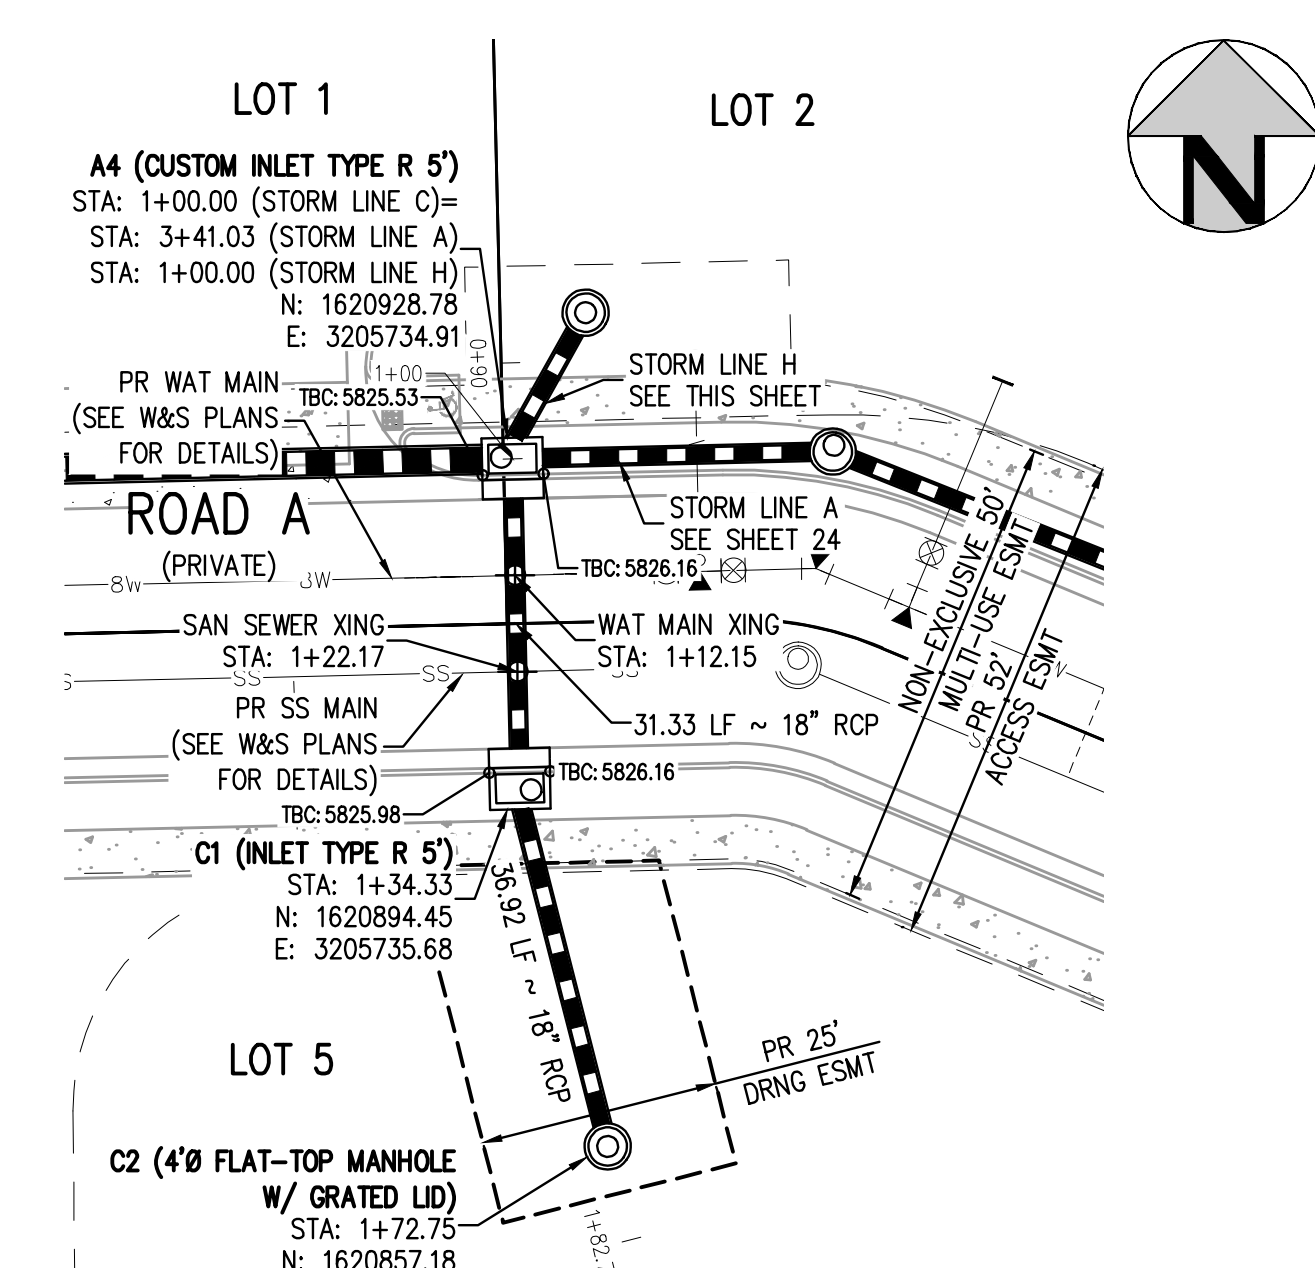 LOT 1
LOT 2
N
A4 (CUSTOM INLET TYPE R 5')
STA: 1+00.00 (STORM LINE C)=
STA: 3+41.03 (STORM LINE A)
STA: 1+00.00 (STORM LINE H)
N: 1620928.78
E: 3205734.91
0+90
1+00
PR WAT MAIN
(SEE W&S PLANS
FOR DETAILS)
TBC: 5825.53
STORM LINE H
SEE THIS SHEET
ROAD A
(PRIVATE)
STORM LINE A
SEE SHEET 24
TBC: 5826.16
8W
SAN SEWER XING
STA: 1+22.17
WAT MAIN XING
STA: 1+12.15
SS
SS
SS
PR SS MAIN
(SEE W&S PLANS
FOR DETAILS)
31.33 LF ~ 18" RCP
NON-EXCLUSIVE 50'
MULTI-USE ESMT
PR 52'
ACCESS ESMT
TBC: 5826.16
TBC: 5825.98
C1 (INLET TYPE R 5')
STA: 1+34.33
N: 1620894.45
E: 3205735.68
36.92 LF ~ 18" RCP
LOT 5
PR 25'
DRNG ESMT
C2 (4'Ø FLAT-TOP MANHOLE
W/ GRATED LID)
STA: 1+72.75
N: 1620857.18